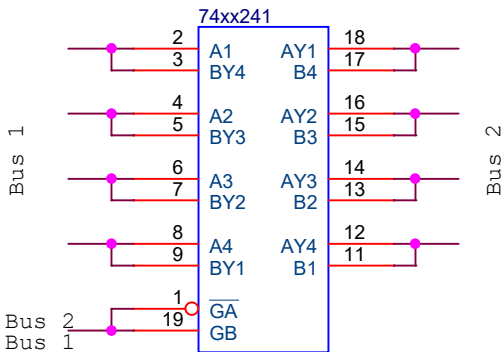 74xx241
2 A1 AY1 18
3 BY4 B4 17
4 A2 AY2 16
5 BY3 B3 15
6 A3 AY3 14
7 BY2 B2 13
8 A4 AY4 12
9 BY1 B1 11
1 GA
19 GB
Bus 1
Bus 2
Bus 2
Bus 1